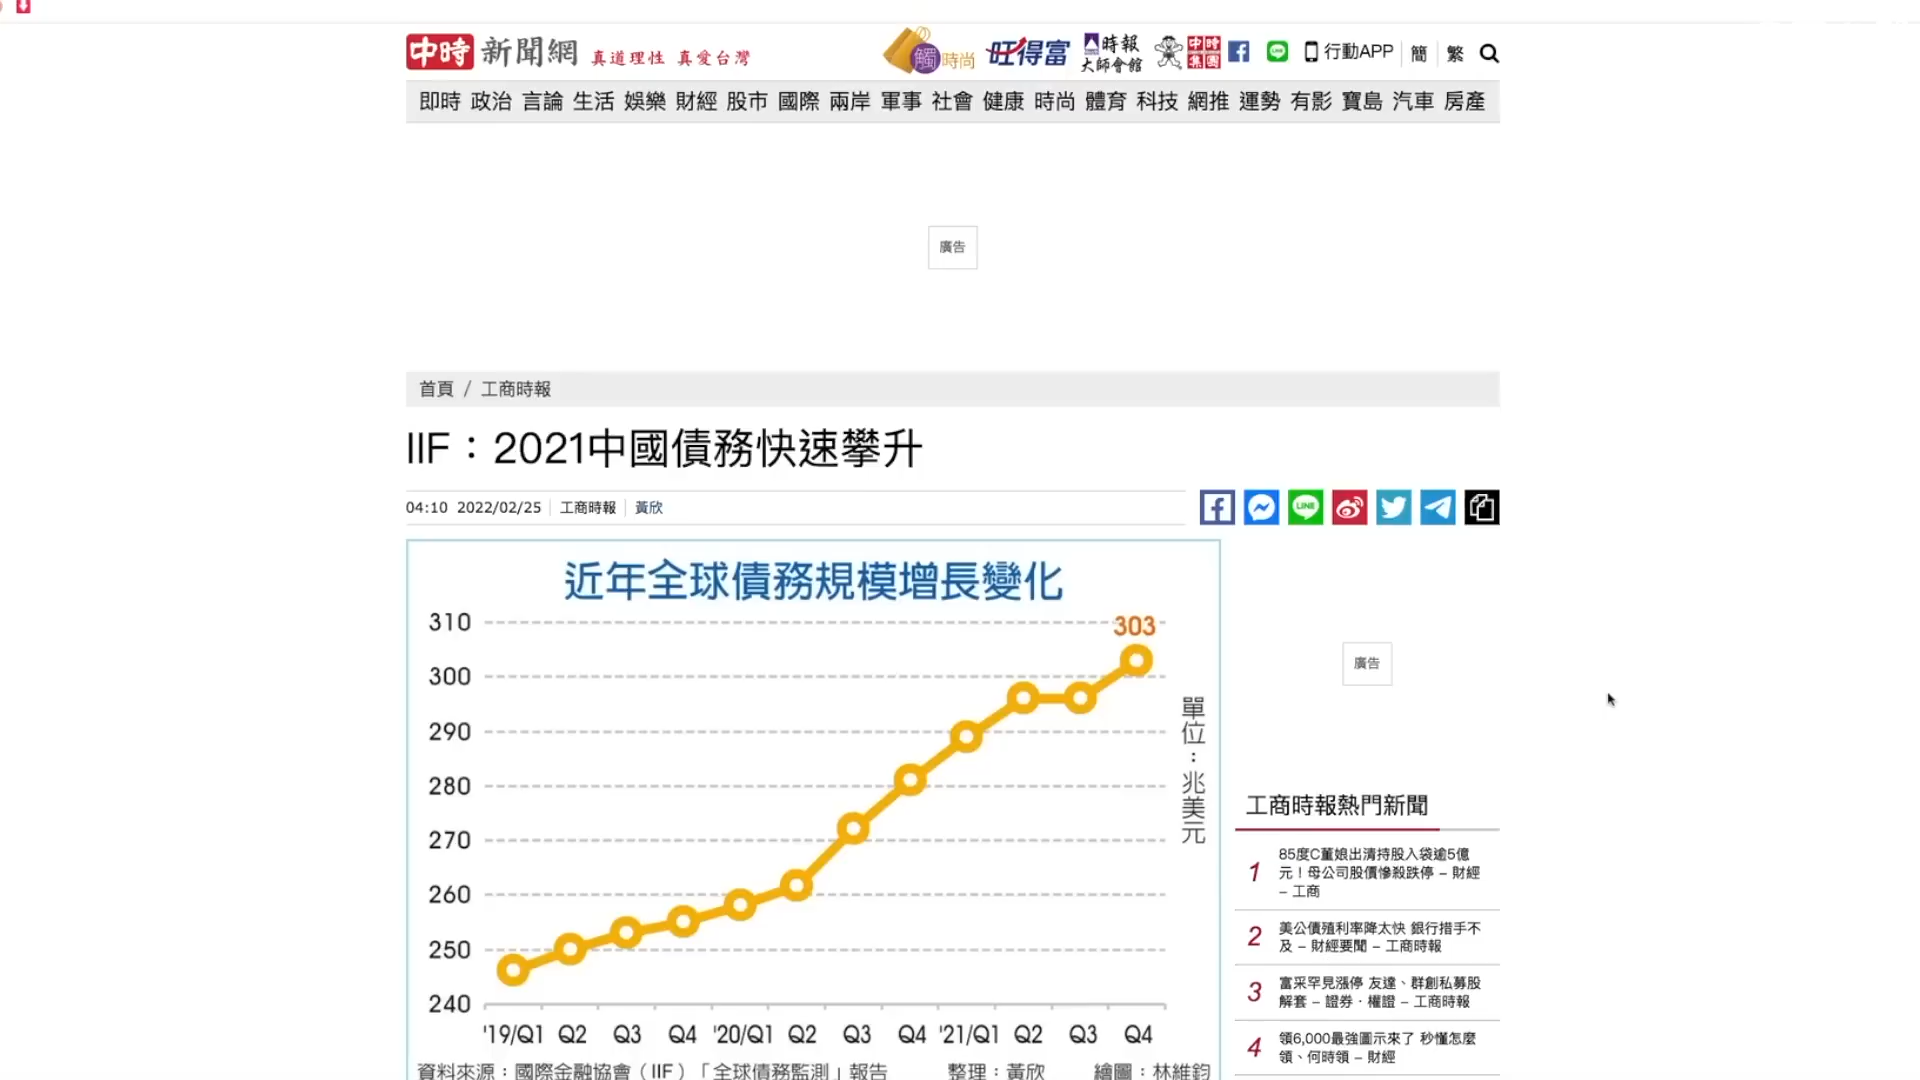 中時 新聞網 真道理性 真愛台灣
觸時尚 旺得富 時報大師會館 中時集團 行動APP 簡 繁
即時 政治 言論 生活 娛樂 財經 股市 國際 兩岸 軍事 社會 健康 時尚 體育 科技 網推 運勢 有影 寶島 汽車 房產
廣告
首頁 / 工商時報
IIF：2021中國債務快速攀升
04:10 2022/02/25 工商時報 黃欣
LINE
近年全球債務規模增長變化
310
300
290
280
270
260
250
240
303
單位：兆美元
'19/Q1 Q2 Q3 Q4 '20/Q1 Q2 Q3 Q4 '21/Q1 Q2 Q3 Q4
資料來源：國際金融協會（IIF）「全球債務監測」報告 整理：黃欣 繪圖：林維鈞
廣告
工商時報熱門新聞
1
85度C董娘出清持股入袋逾5億
元！母公司股價慘殺跌停 – 財經
– 工商
2
美公債殖利率降太快 銀行措手不
及 – 財經要聞 – 工商時報
3
富采罕見漲停 友達、群創私募股
解套 – 證券．權證 – 工商時報
4
領6,000最強圖示來了 秒懂怎麼
領、何時領 – 財經